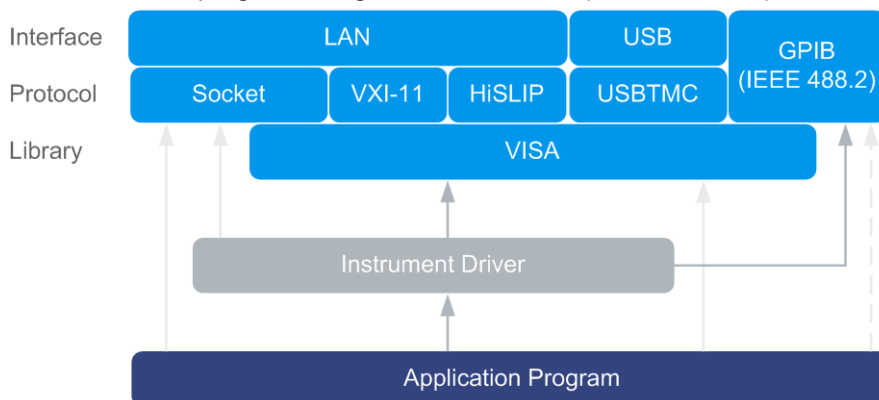 Interface LAN USB GPIB
(IEEE 488.2)
Protocol Socket VXI-11 HiSLIP USBTMC
Library VISA
Instrument Driver
Application Program